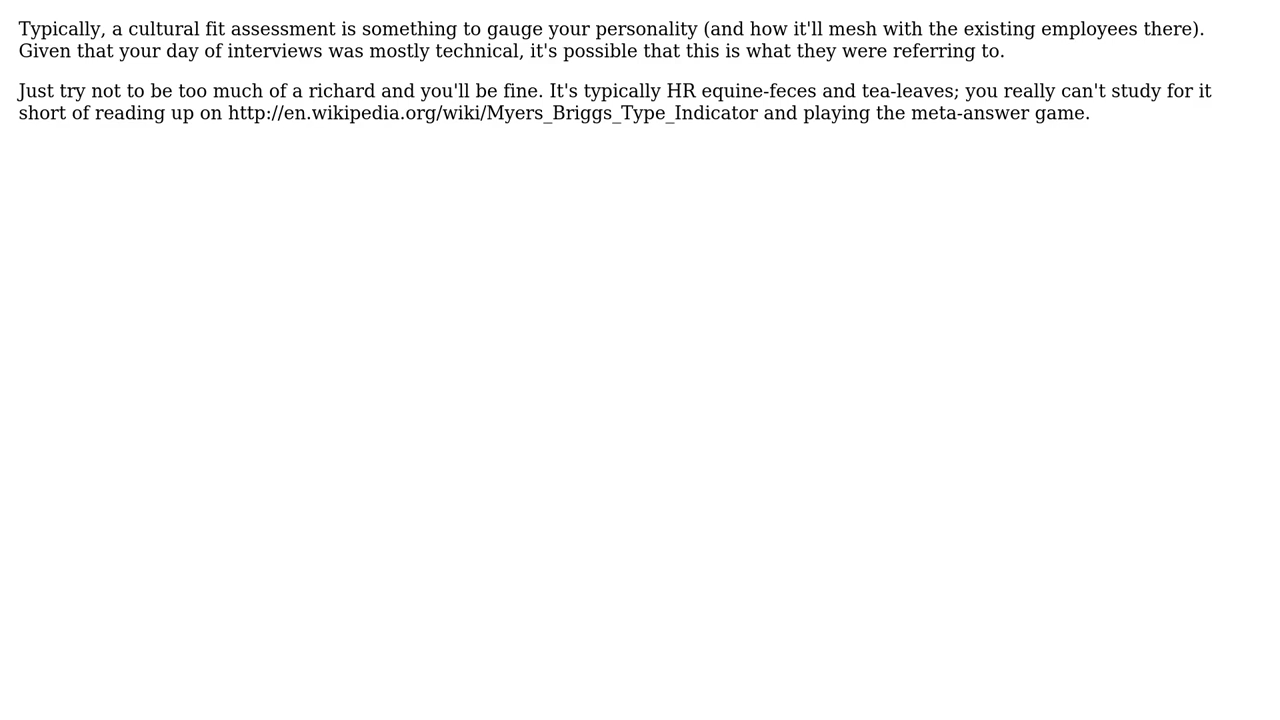 Typically, a cultural fit assessment is something to gauge your personality (and how it'll mesh with the existing employees there).
Given that your day of interviews was mostly technical, it's possible that this is what they were referring to.
Just try not to be too much of a richard and you'll be fine. It's typically HR equine-feces and tea-leaves; you really can't study for it
short of reading up on http://en.wikipedia.org/wiki/Myers_Briggs_Type_Indicator and playing the meta-answer game.